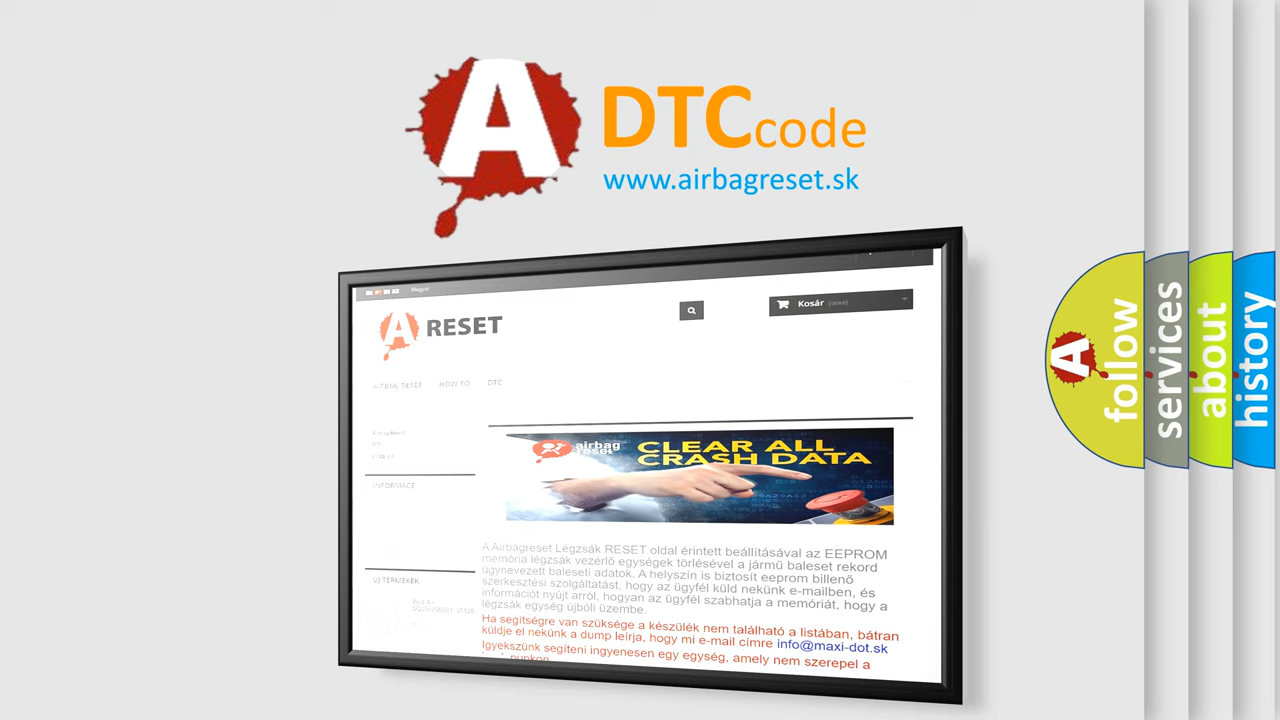 A
DTCcode
www.airbagreset.sk
Magyar
A RESET
Kosár (üres)
AIRBAG RESET HOW TO DTC
INFORMACE
airbag
reset
CLEAR ALL
CRASH DATA
A Airbagreset Légzsák RESET oldal érintett beállításával az EEPROM
memória légzsák vezérlő egységek törlésével a jármű baleset rekord
úgynevezett baleseti adatok. A helyszín is biztosít eeprom billenő
szerkesztési szolgáltatást, hogy az ügyfél küld nekünk e-mailben, és
információt nyújt arról, hogyan az ügyfél szabhatja a memóriát, hogy a
légzsák egység újbóli üzembe.
Ha segítségre van szüksége a készülék nem található a listában, bátran
küldje el nekünk a dump leírja, hogy mi e-mail címre info@maxi-dot.sk
Igyekszünk segíteni ingyenesen egy egység, amely nem szerepel a
ÚJ TERMÉKEK
A
follow
services
about
history